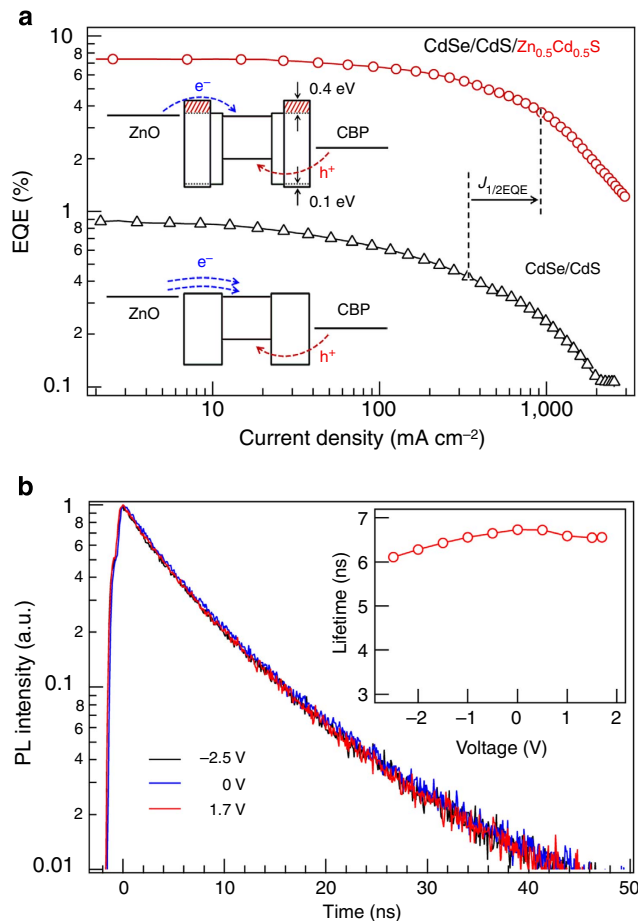 a
10
8
6
4
2
1
8
6
4
2
0.1
EQE (%)
CdSe/CdS/Zn0.5Cd0.5S
e−
0.4 eV
ZnO
CBP
h+
0.1 eV
J1/2EQE
CdSe/CdS
e−
ZnO
CBP
h+
10 100 1,000
Current density (mA cm−2)
b
1
8
6
4
2
0.1
8
6
4
2
0.01
PL intensity (a.u.)
−2.5 V
0 V
1.7 V
7
6
5
4
3
Lifetime (ns)
−2 −1 0 1 2
Voltage (V)
0 10 20 30 40 50
Time (ns)